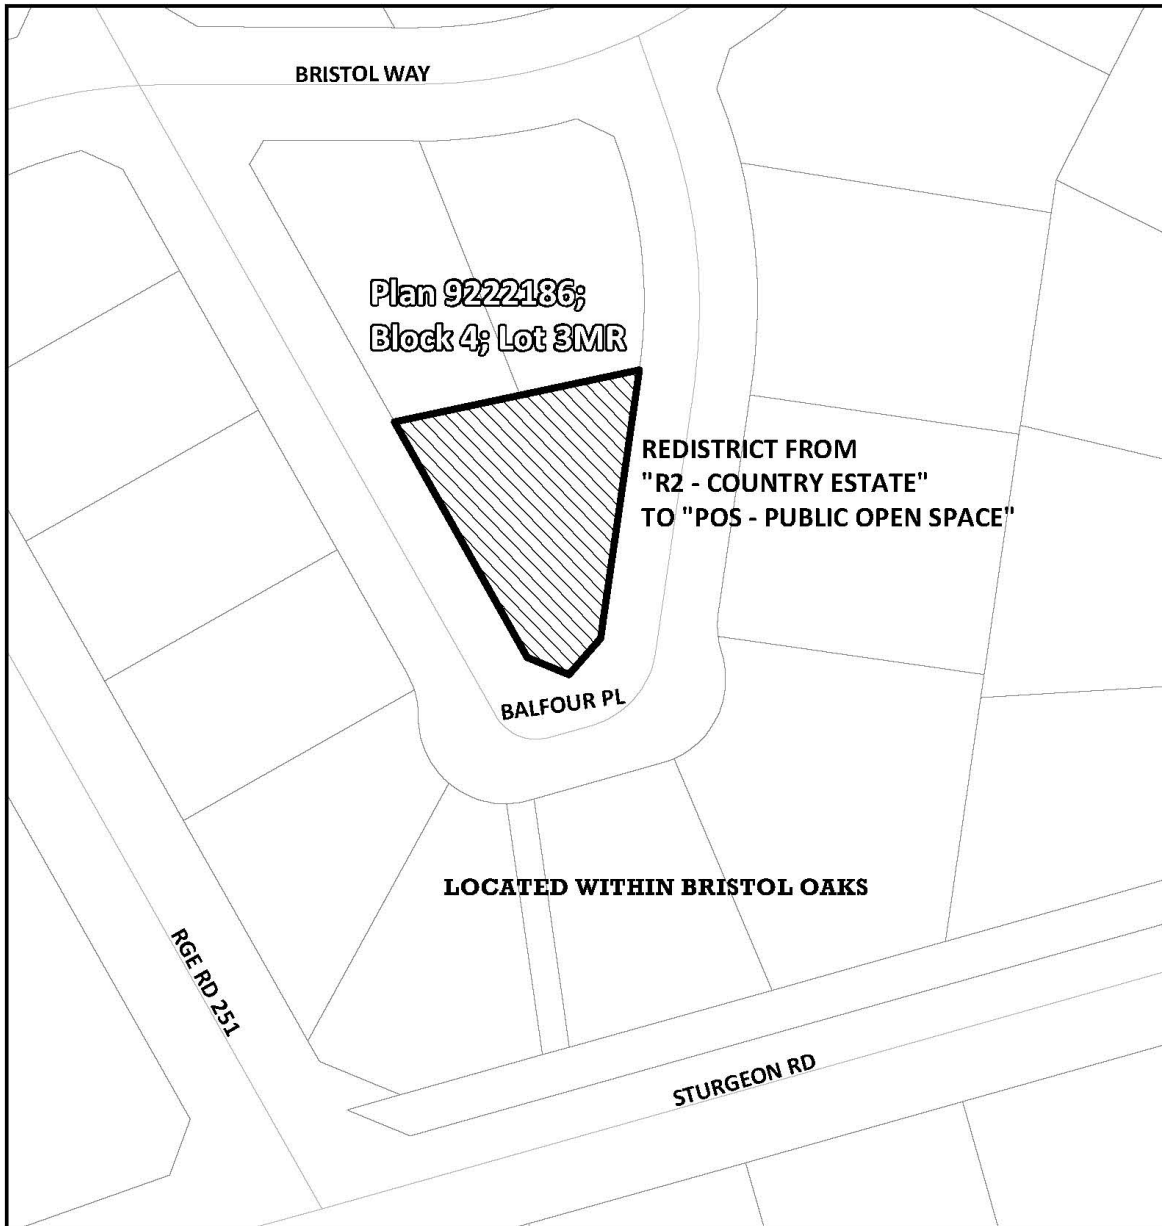 BRISTOL WAY
Plan 9222186;
Block 4; Lot 3MR
REDISTRICT FROM
"R2 - COUNTRY ESTATE"
TO "POS - PUBLIC OPEN SPACE"
BALFOUR PL
LOCATED WITHIN BRISTOL OAKS
RGE RD 251
STURGEON RD